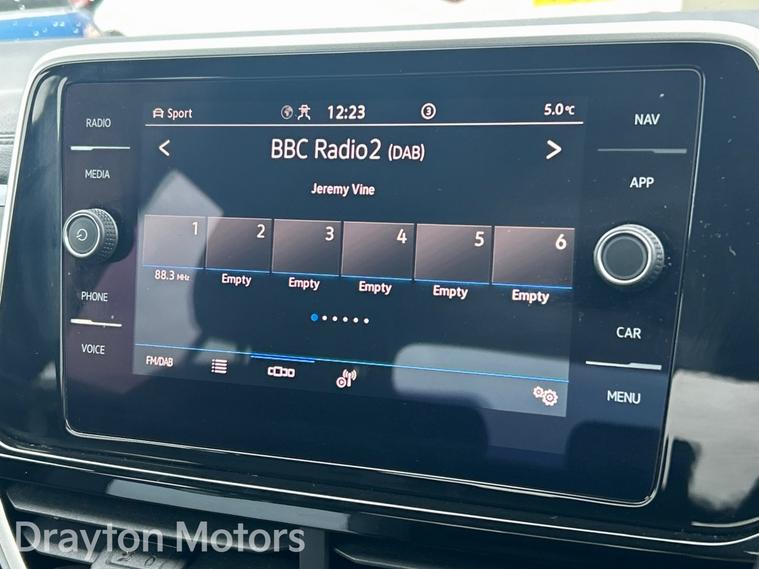 Sport 12:23 3 5.0°C
RADIO
MEDIA
PHONE
VOICE
BBC Radio2 (DAB)
Jeremy Vine
1 2 3 4 5 6
88.3 MHz Empty Empty Empty Empty Empty
FM/DAB
NAV
APP
CAR
MENU
Drayton Motors